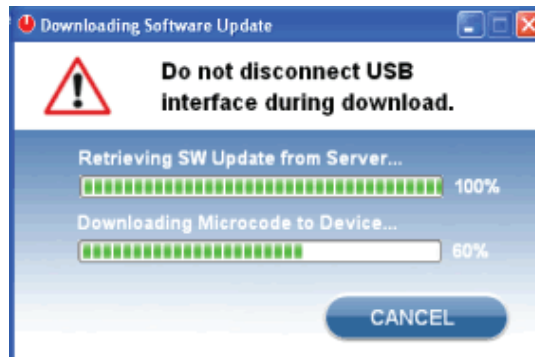 Downloading Software Update
Do not disconnect USB
interface during download.
Retrieving SW Update from Server...
100%
Downloading Microcode to Device...
60%
CANCEL